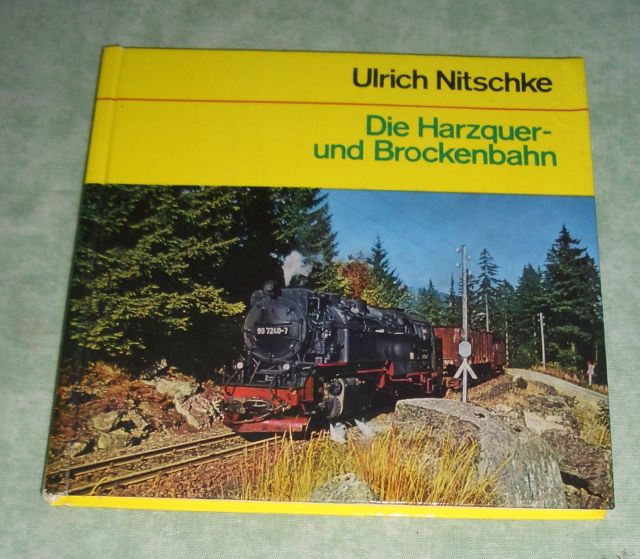 Ulrich Nitschke
Die Harzquer-
und Brockenbahn
99 7240-7